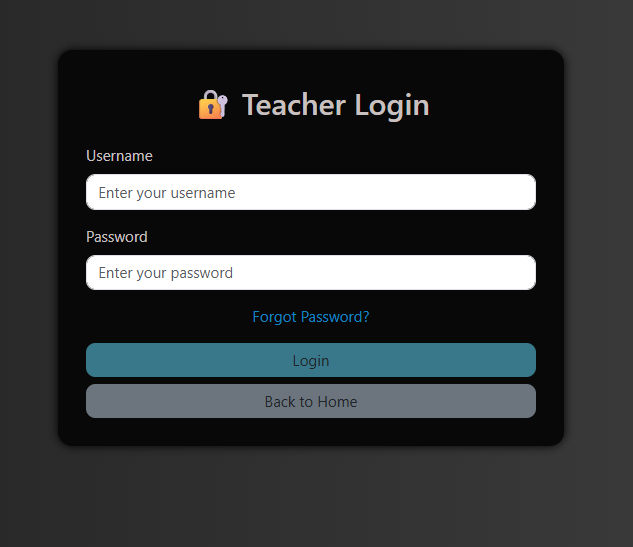 🔐 Teacher Login
Username
Enter your username
Password
Enter your password
Forgot Password?
Login
Back to Home